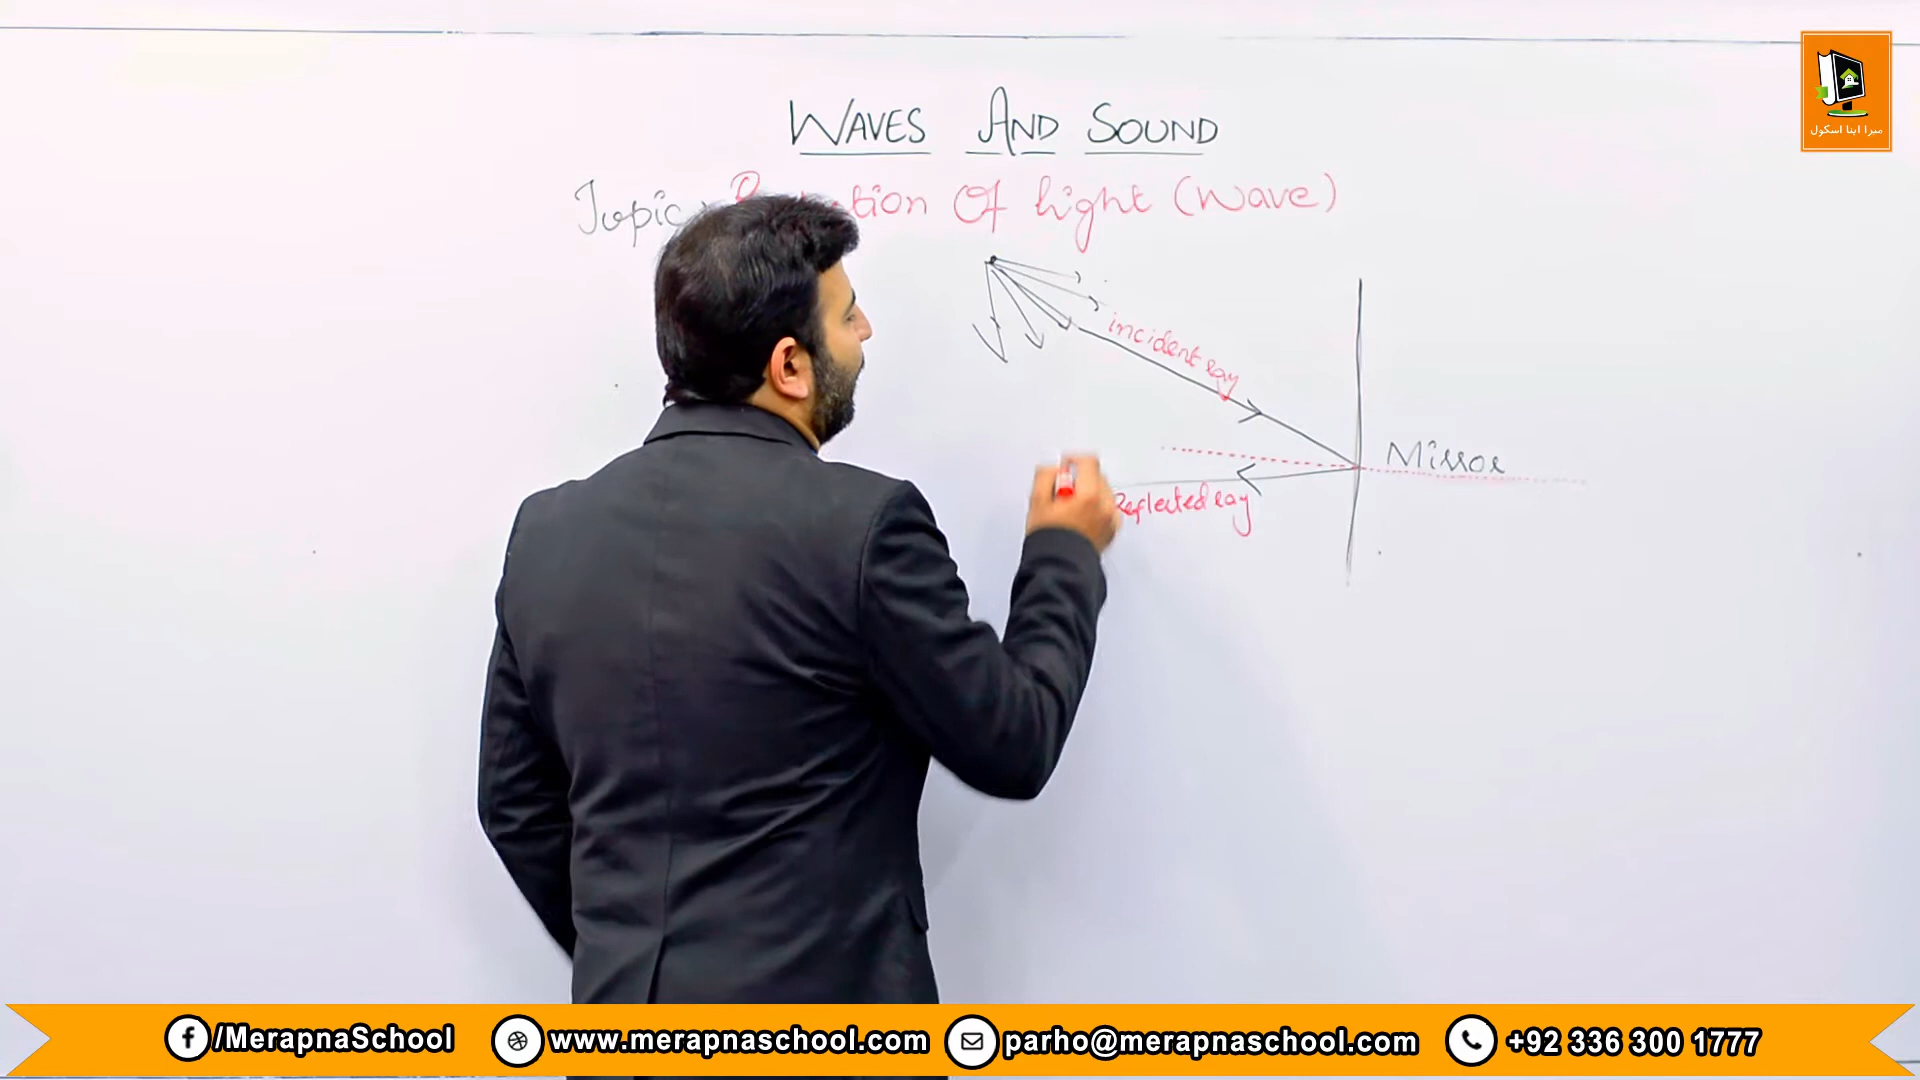 WAVES AND SOUND
Topic: Of Light (Wave)
incident ray
Mirror
Reflected ray
میرا اپنا اسکول
/MerapnaSchool
www.merapnaschool.com
parho@merapnaschool.com
+92 336 300 1777